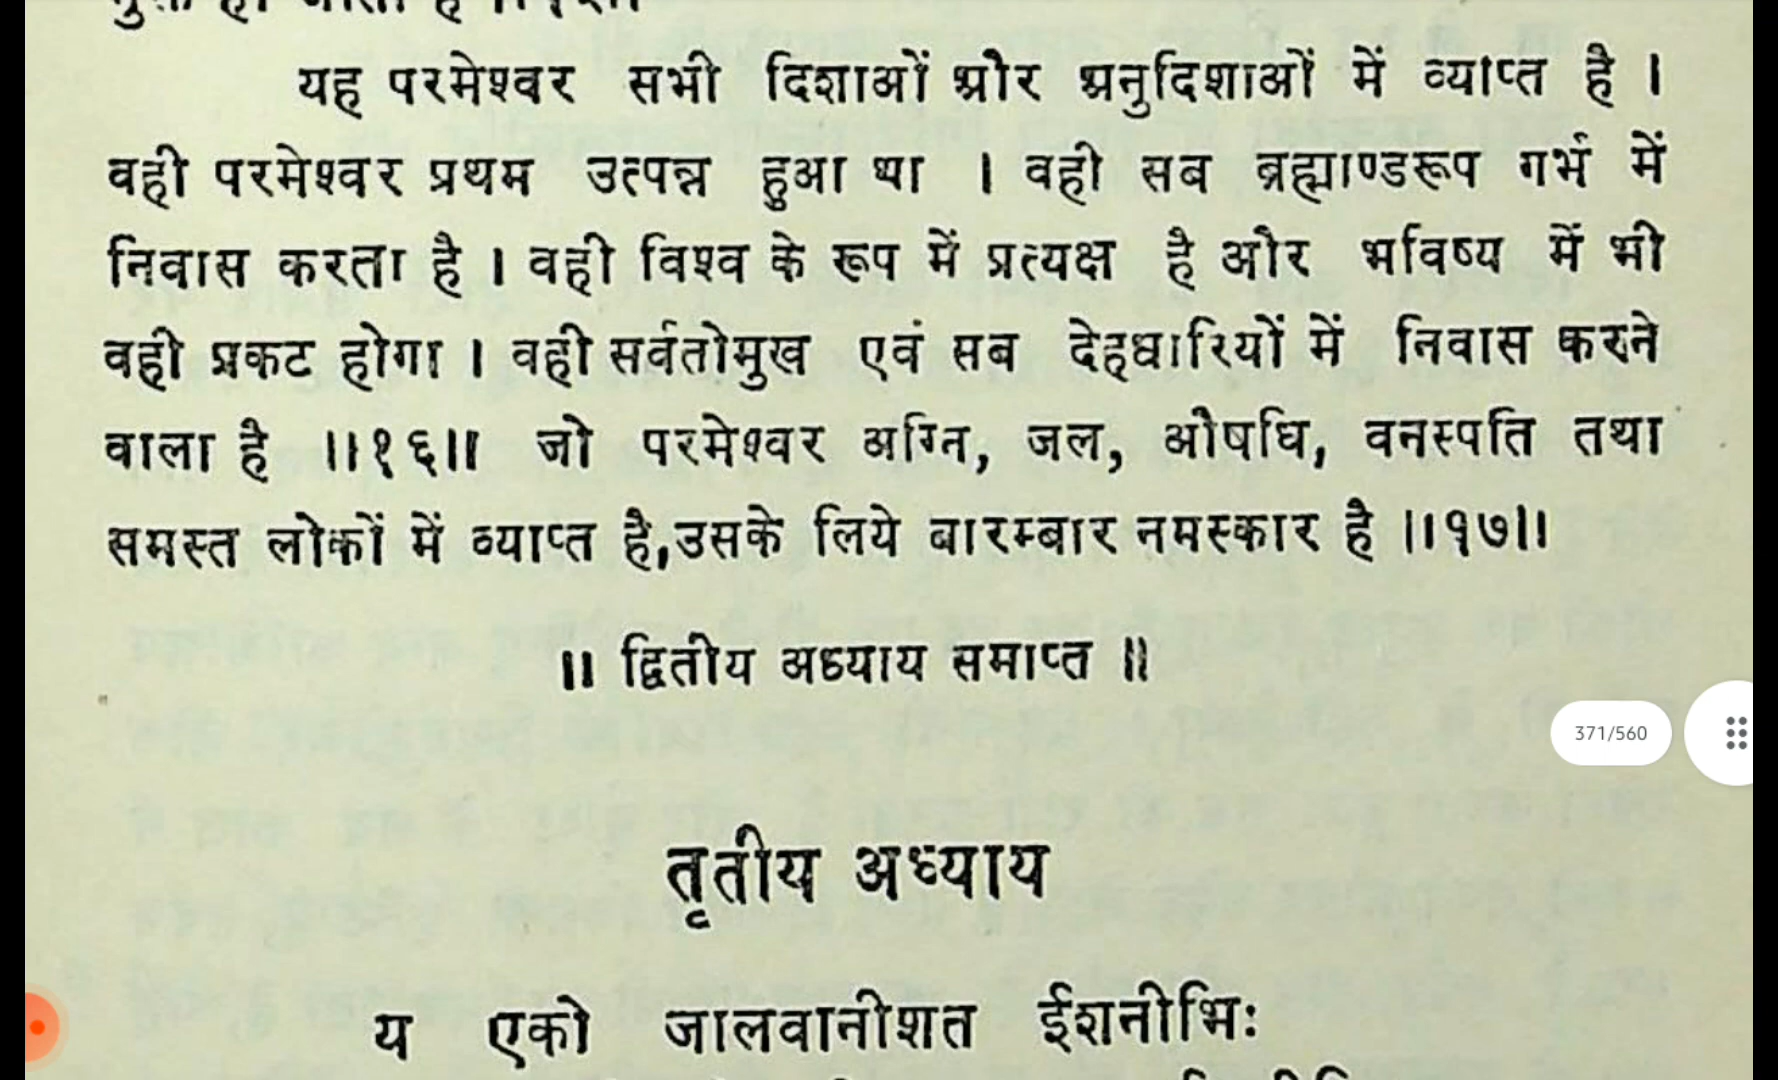 यह परमेश्वर सभी दिशाओं और अनुदिशाओं में व्याप्त है ।
वही परमेश्वर प्रथम उत्पन्न हुआ था । वही सब ब्रह्माण्डरूप गर्भ में
निवास करता है । वही विश्व के रूप में प्रत्यक्ष है और भविष्य में भी
वही प्रकट होगा । वही सर्वतोमुख एवं सब देहधारियों में निवास करने
वाला है ॥१६॥ जो परमेश्वर अग्नि, जल, औषधि, वनस्पति तथा
समस्त लोकों में व्याप्त है,उसके लिये बारम्बार नमस्कार है ॥१७॥
॥ द्वितीय अध्याय समाप्त ॥
371/560
तृतीय अध्याय
य एको जालवानीशत ईशनीभिः